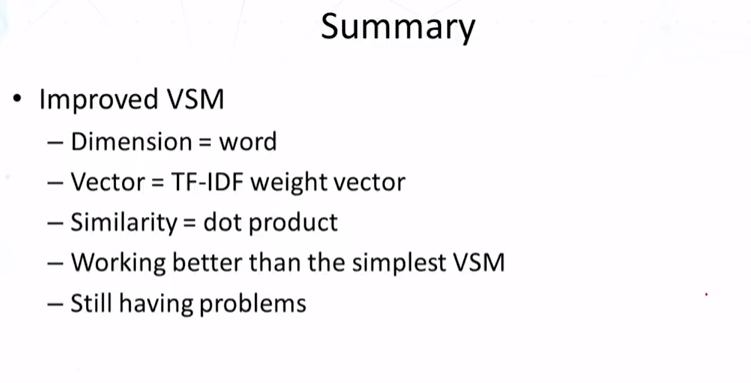 Summary
• Improved VSM
– Dimension = word
– Vector = TF-IDF weight vector
– Similarity = dot product
– Working better than the simplest VSM
– Still having problems